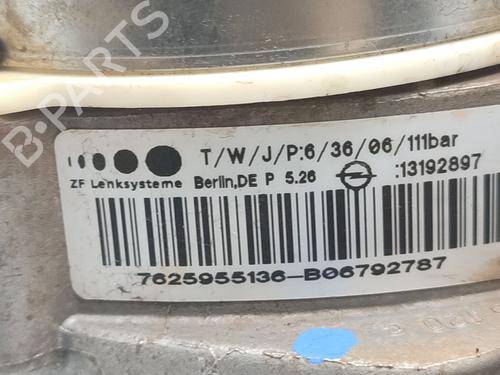 B-PARTS
T/W/J/P:6/36/06/111bar
ZF Lenksysteme Berlin,DE P 5.26 :13192897
7625955136-B06792787